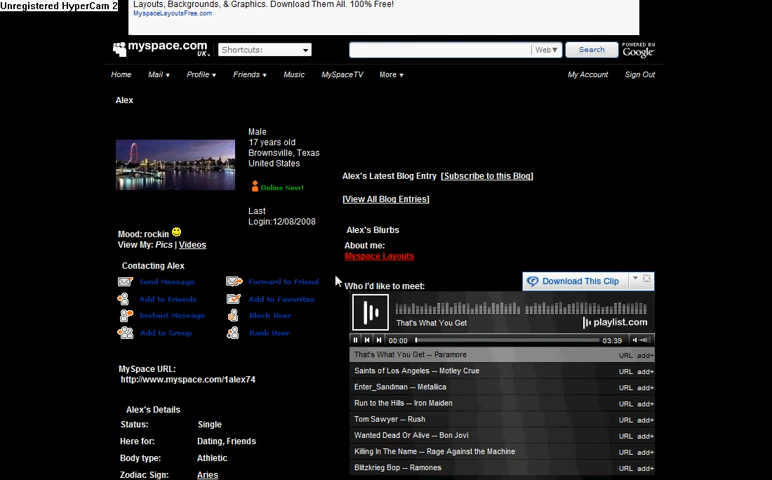 Unregistered HyperCam 2
Layouts, Backgrounds, & Graphics. Download Them All. 100% Free!
MyspaceLayoutsFree.com
myspace.com
UK
Shortcuts:
Web
Search
POWERED BY
Google
Home Mail Profile Friends Music MySpaceTV More My Account Sign Out
Alex
Male
17 years old
Brownsville, Texas
United States
Online Now!
Last
Login:12/08/2008
Mood: rockin
View My: Pics | Videos
Contacting Alex
Send Message Forward to Friend
Add to Friends Add to Favorites
Instant Message Block User
Add to Group Rank User
MySpace URL:
http://www.myspace.com/1alex74
Alex's Details
Status: Single
Here for: Dating, Friends
Body type: Athletic
Zodiac Sign: Aries
Alex's Latest Blog Entry [Subscribe to this Blog]
[View All Blog Entries]
Alex's Blurbs
About me:
Myspace Layouts
Who I'd like to meet:
Download This Clip
That's What You Get
playlist.com
00:00 03:39
That's What You Get -- Paramore URL add+
Saints of Los Angeles -- Motley Crue URL add+
Enter_Sandman -- Metallica URL add+
Run to the Hills -- Iron Maiden URL add+
Tom Sawyer -- Rush URL add+
Wanted Dead Or Alive -- Bon Jovi URL add+
Killing In The Name -- Rage Against the Machine URL add+
Blitzkrieg Bop -- Ramones URL add+